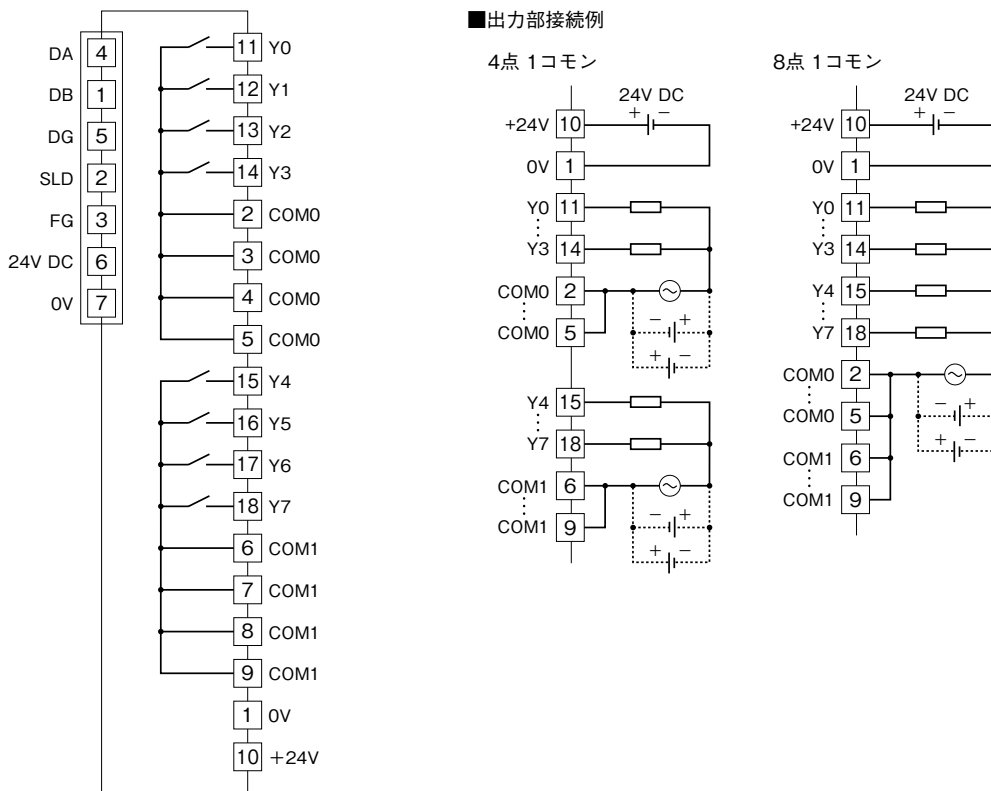 DA 4
DB 1
DG 5
SLD 2
FG 3
24V DC 6
0V 7
11 Y0
12 Y1
13 Y2
14 Y3
2 COM0
3 COM0
4 COM0
5 COM0
15 Y4
16 Y5
17 Y6
18 Y7
6 COM1
7 COM1
8 COM1
9 COM1
1 0V
10 +24V
■出力部接続例
4点 1コモン
24V DC
+ −
+24V 10
0V 1
Y0 11
Y3 14
COM0 2
COM0 5
− +
+ −
Y4 15
Y7 18
COM1 6
COM1 9
− +
+ −
8点 1コモン
24V DC
+ −
+24V 10
0V 1
Y0 11
Y3 14
Y4 15
Y7 18
COM0 2
COM0 5
COM1 6
COM1 9
− +
+ −